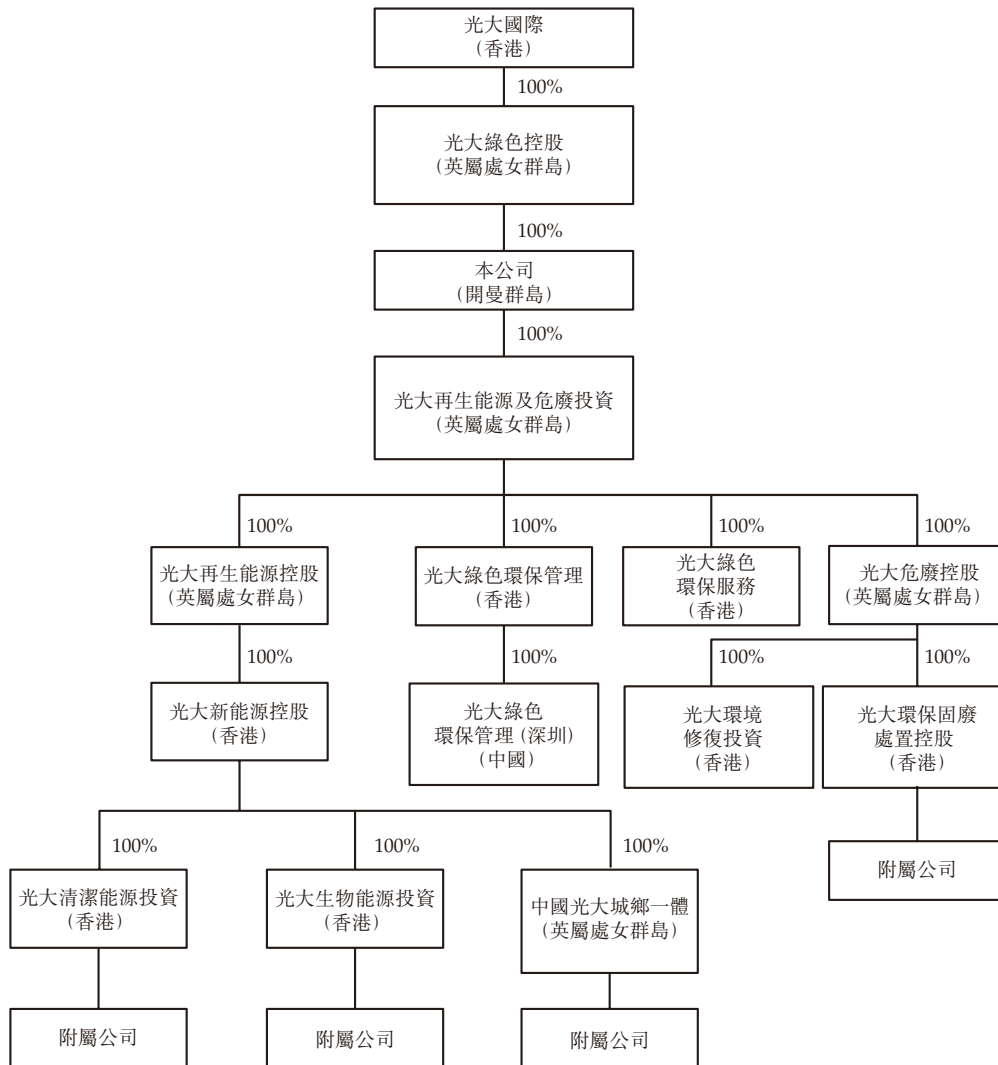 光大國際
(香港)
100%
光大綠色控股
(英屬處女群島)
100%
本公司
(開曼群島)
100%
光大再生能源及危廢投資
(英屬處女群島)
100%
100%
100%
100%
光大再生能源控股
(英屬處女群島)
光大綠色環保管理
(香港)
光大綠色
環保服務
(香港)
光大危廢控股
(英屬處女群島)
100%
100%
100%
100%
光大新能源控股
(香港)
光大綠色
環保管理(深圳)
(中國)
光大環境
修復投資
(香港)
光大環保固廢
處置控股
(香港)
100%
100%
100%
附屬公司
光大清潔能源投資
(香港)
光大生物能源投資
(香港)
中國光大城鄉一體
(英屬處女群島)
附屬公司
附屬公司
附屬公司